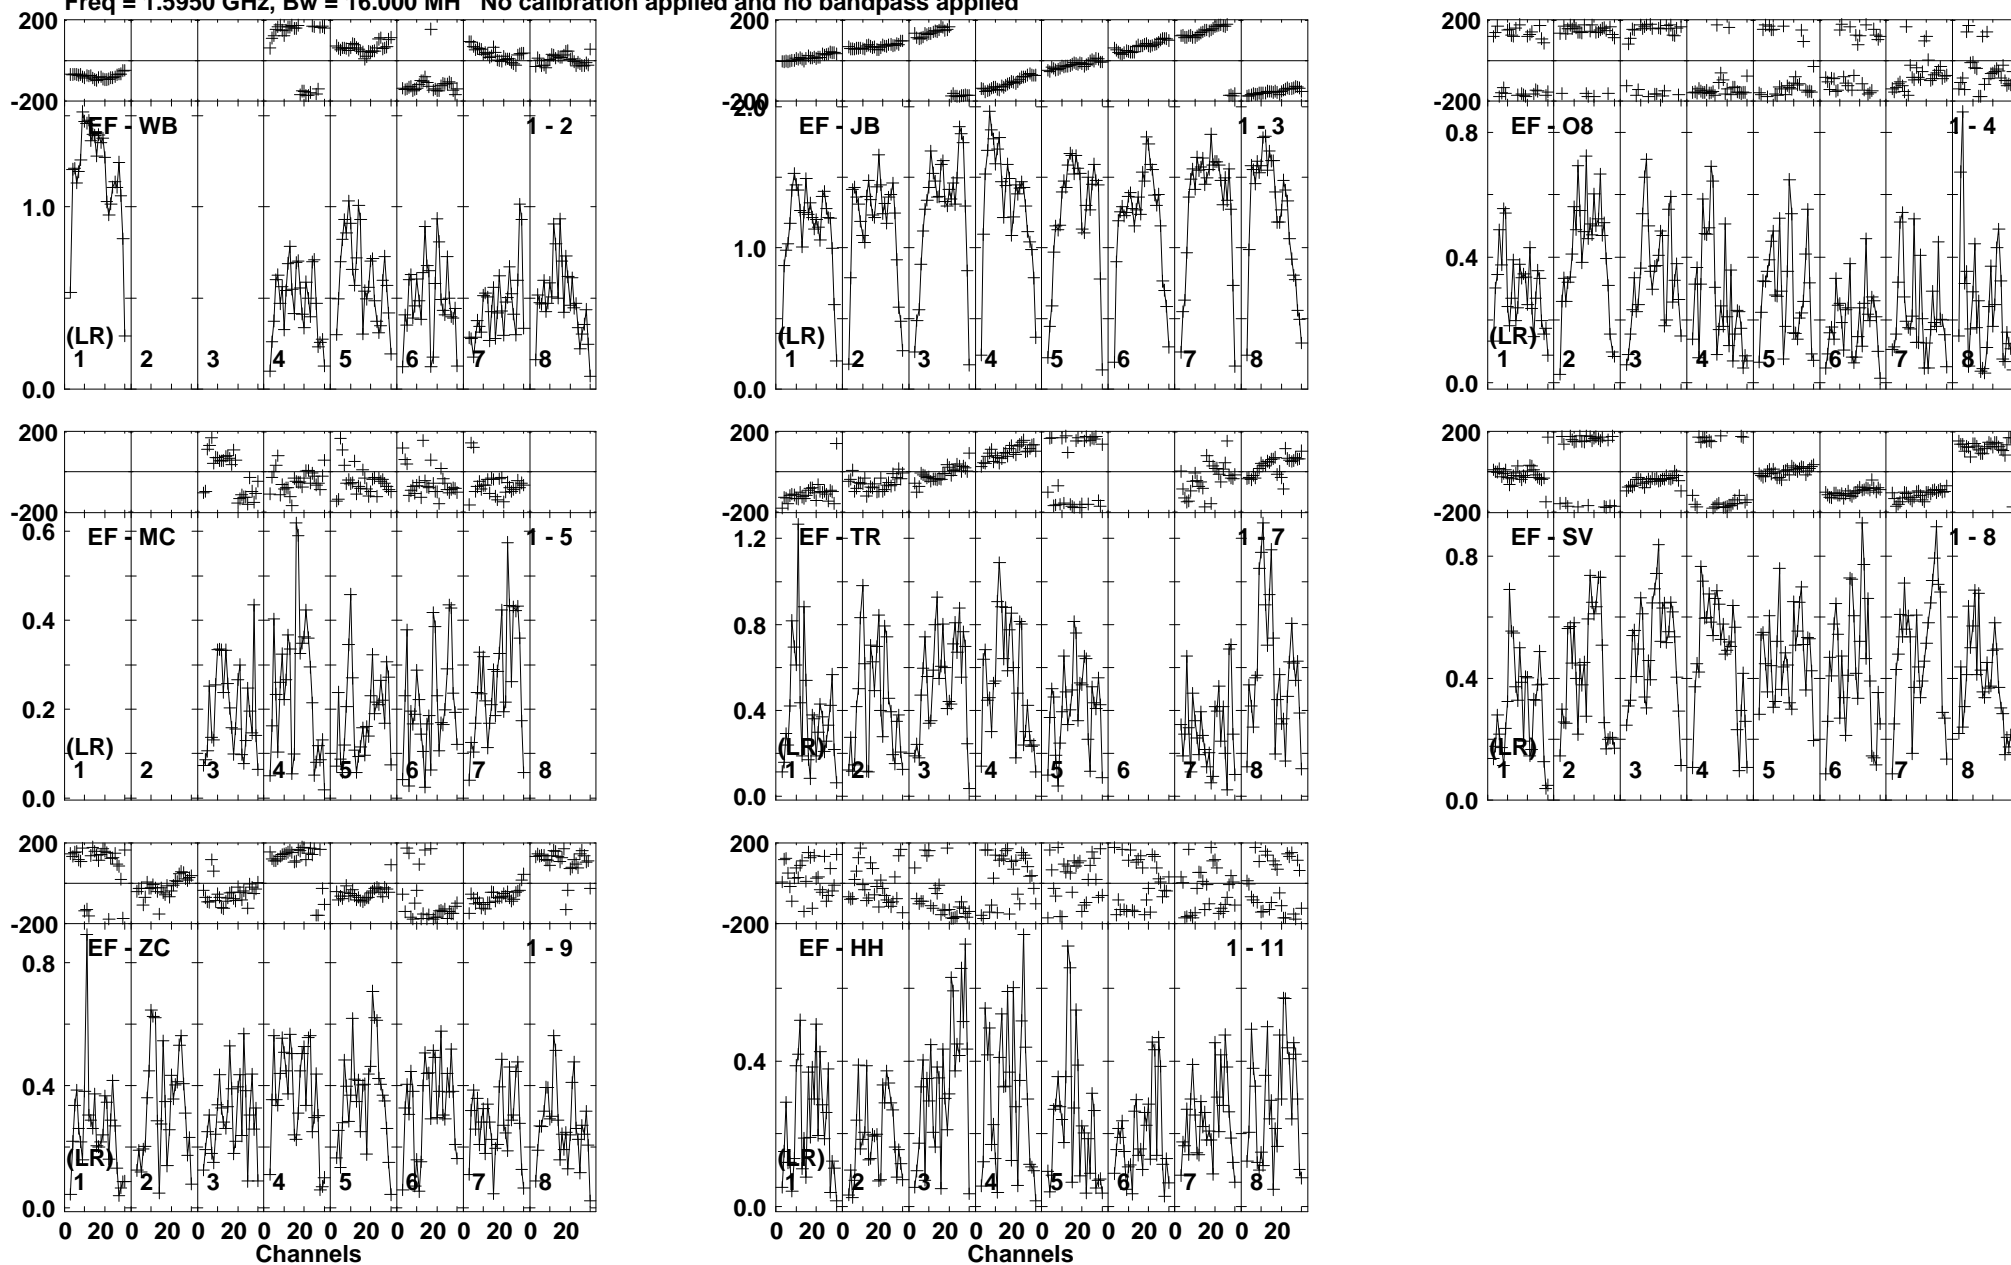 Freq = 1.5950 GHz, Bw = 16.000 MH No calibration applied and no bandpass applied
200
-200
EF - WB 1 - 2
1.0
(LR)
1 2 3 4 5 6 7 8
0.0
200
-200
2.0
EF - JB 1 - 3
1.0
(LR)
1 2 3 4 5 6 7 8
0.0
200
-200
EF - O8 1 - 4
0.8
0.4
(LR)
1 2 3 4 5 6 7 8
0.0
200
-200
EF - MC 1 - 5
0.6
0.4
0.2
(LR)
1 2 3 4 5 6 7 8
0.0
200
-200
EF - TR 1 - 7
1.2
0.8
0.4
(LR)
1 2 3 4 5 6 7 8
0.0
200
-200
EF - SV 1 - 8
0.8
0.4
(LR)
1 2 3 4 5 6 7 8
0.0
200
-200
EF - ZC 1 - 9
0.8
0.4
(LR)
1 2 3 4 5 6 7 8
0.0
0 20 0 20 0 20 0 20 0 20 0 20 0 20 0 20
Channels
200
-200
EF - HH 1 - 11
0.4
(LR)
1 2 3 4 5 6 7 8
0.0
0 20 0 20 0 20 0 20 0 20 0 20 0 20 0 20
Channels